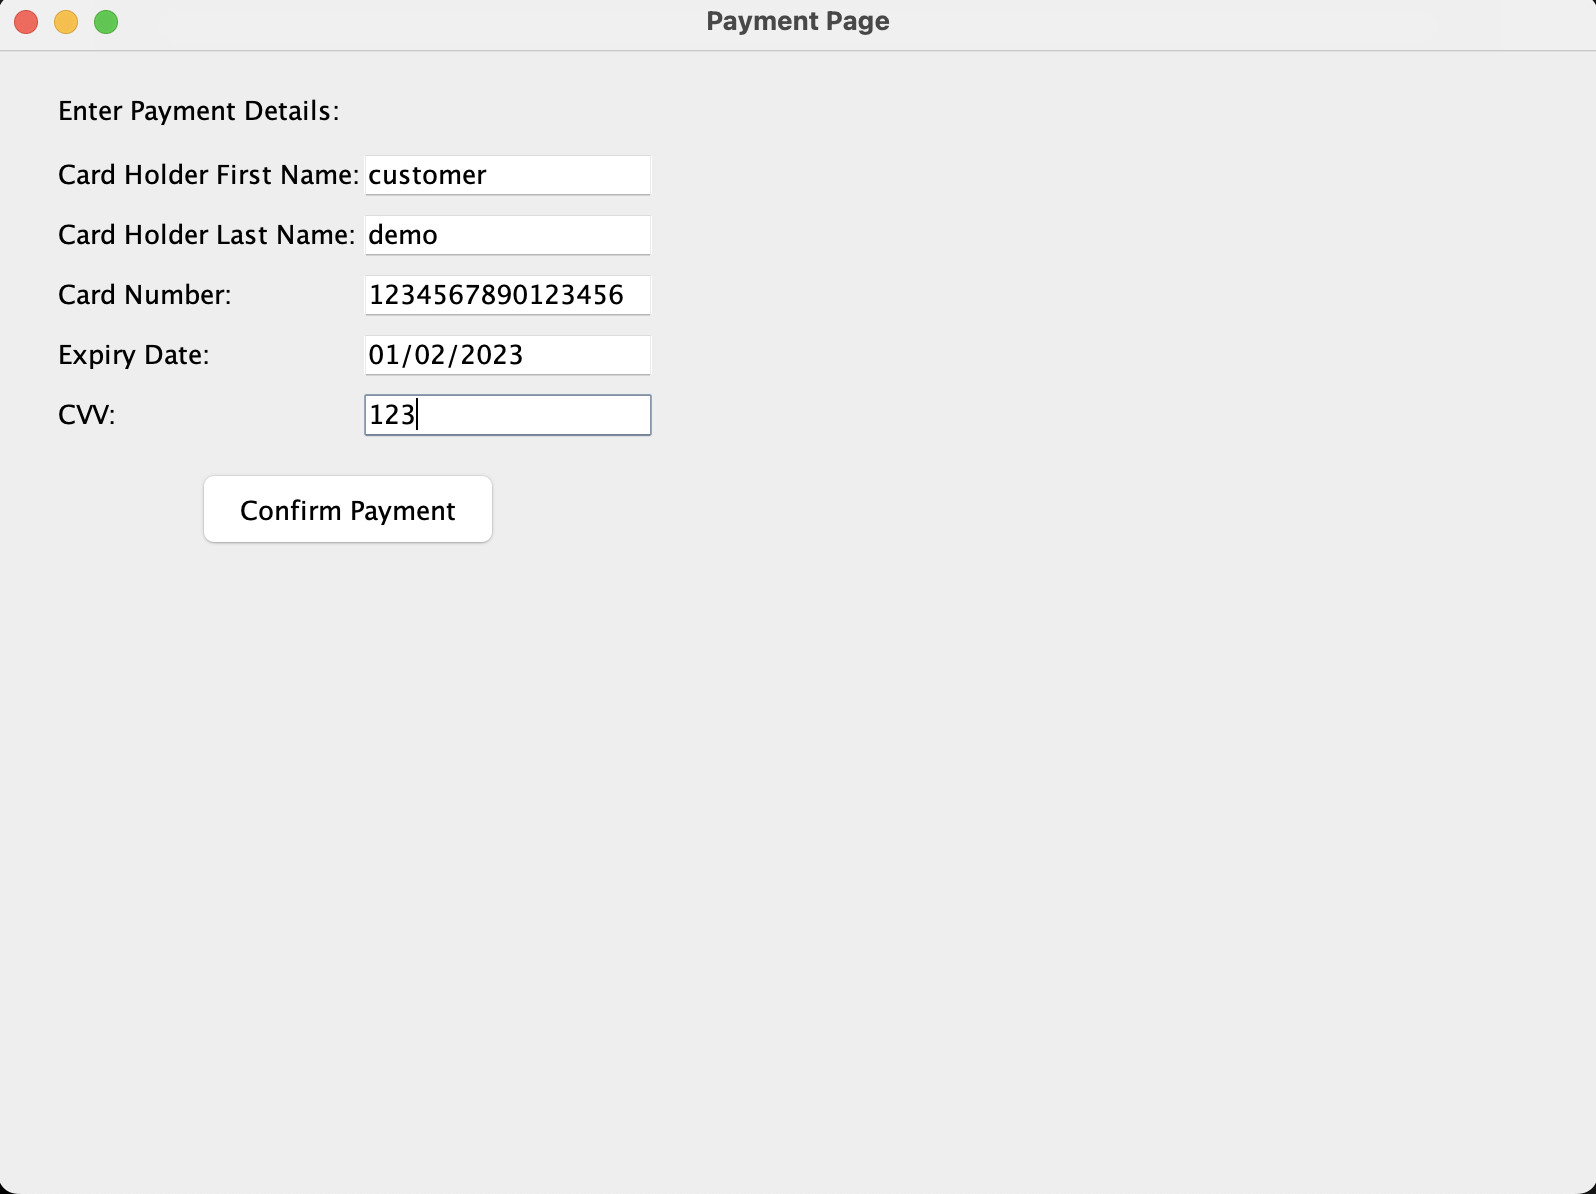 Payment Page
Enter Payment Details:
Card Holder First Name: customer
Card Holder Last Name: demo
Card Number: 1234567890123456
Expiry Date: 01/02/2023
CVV: 123
Confirm Payment